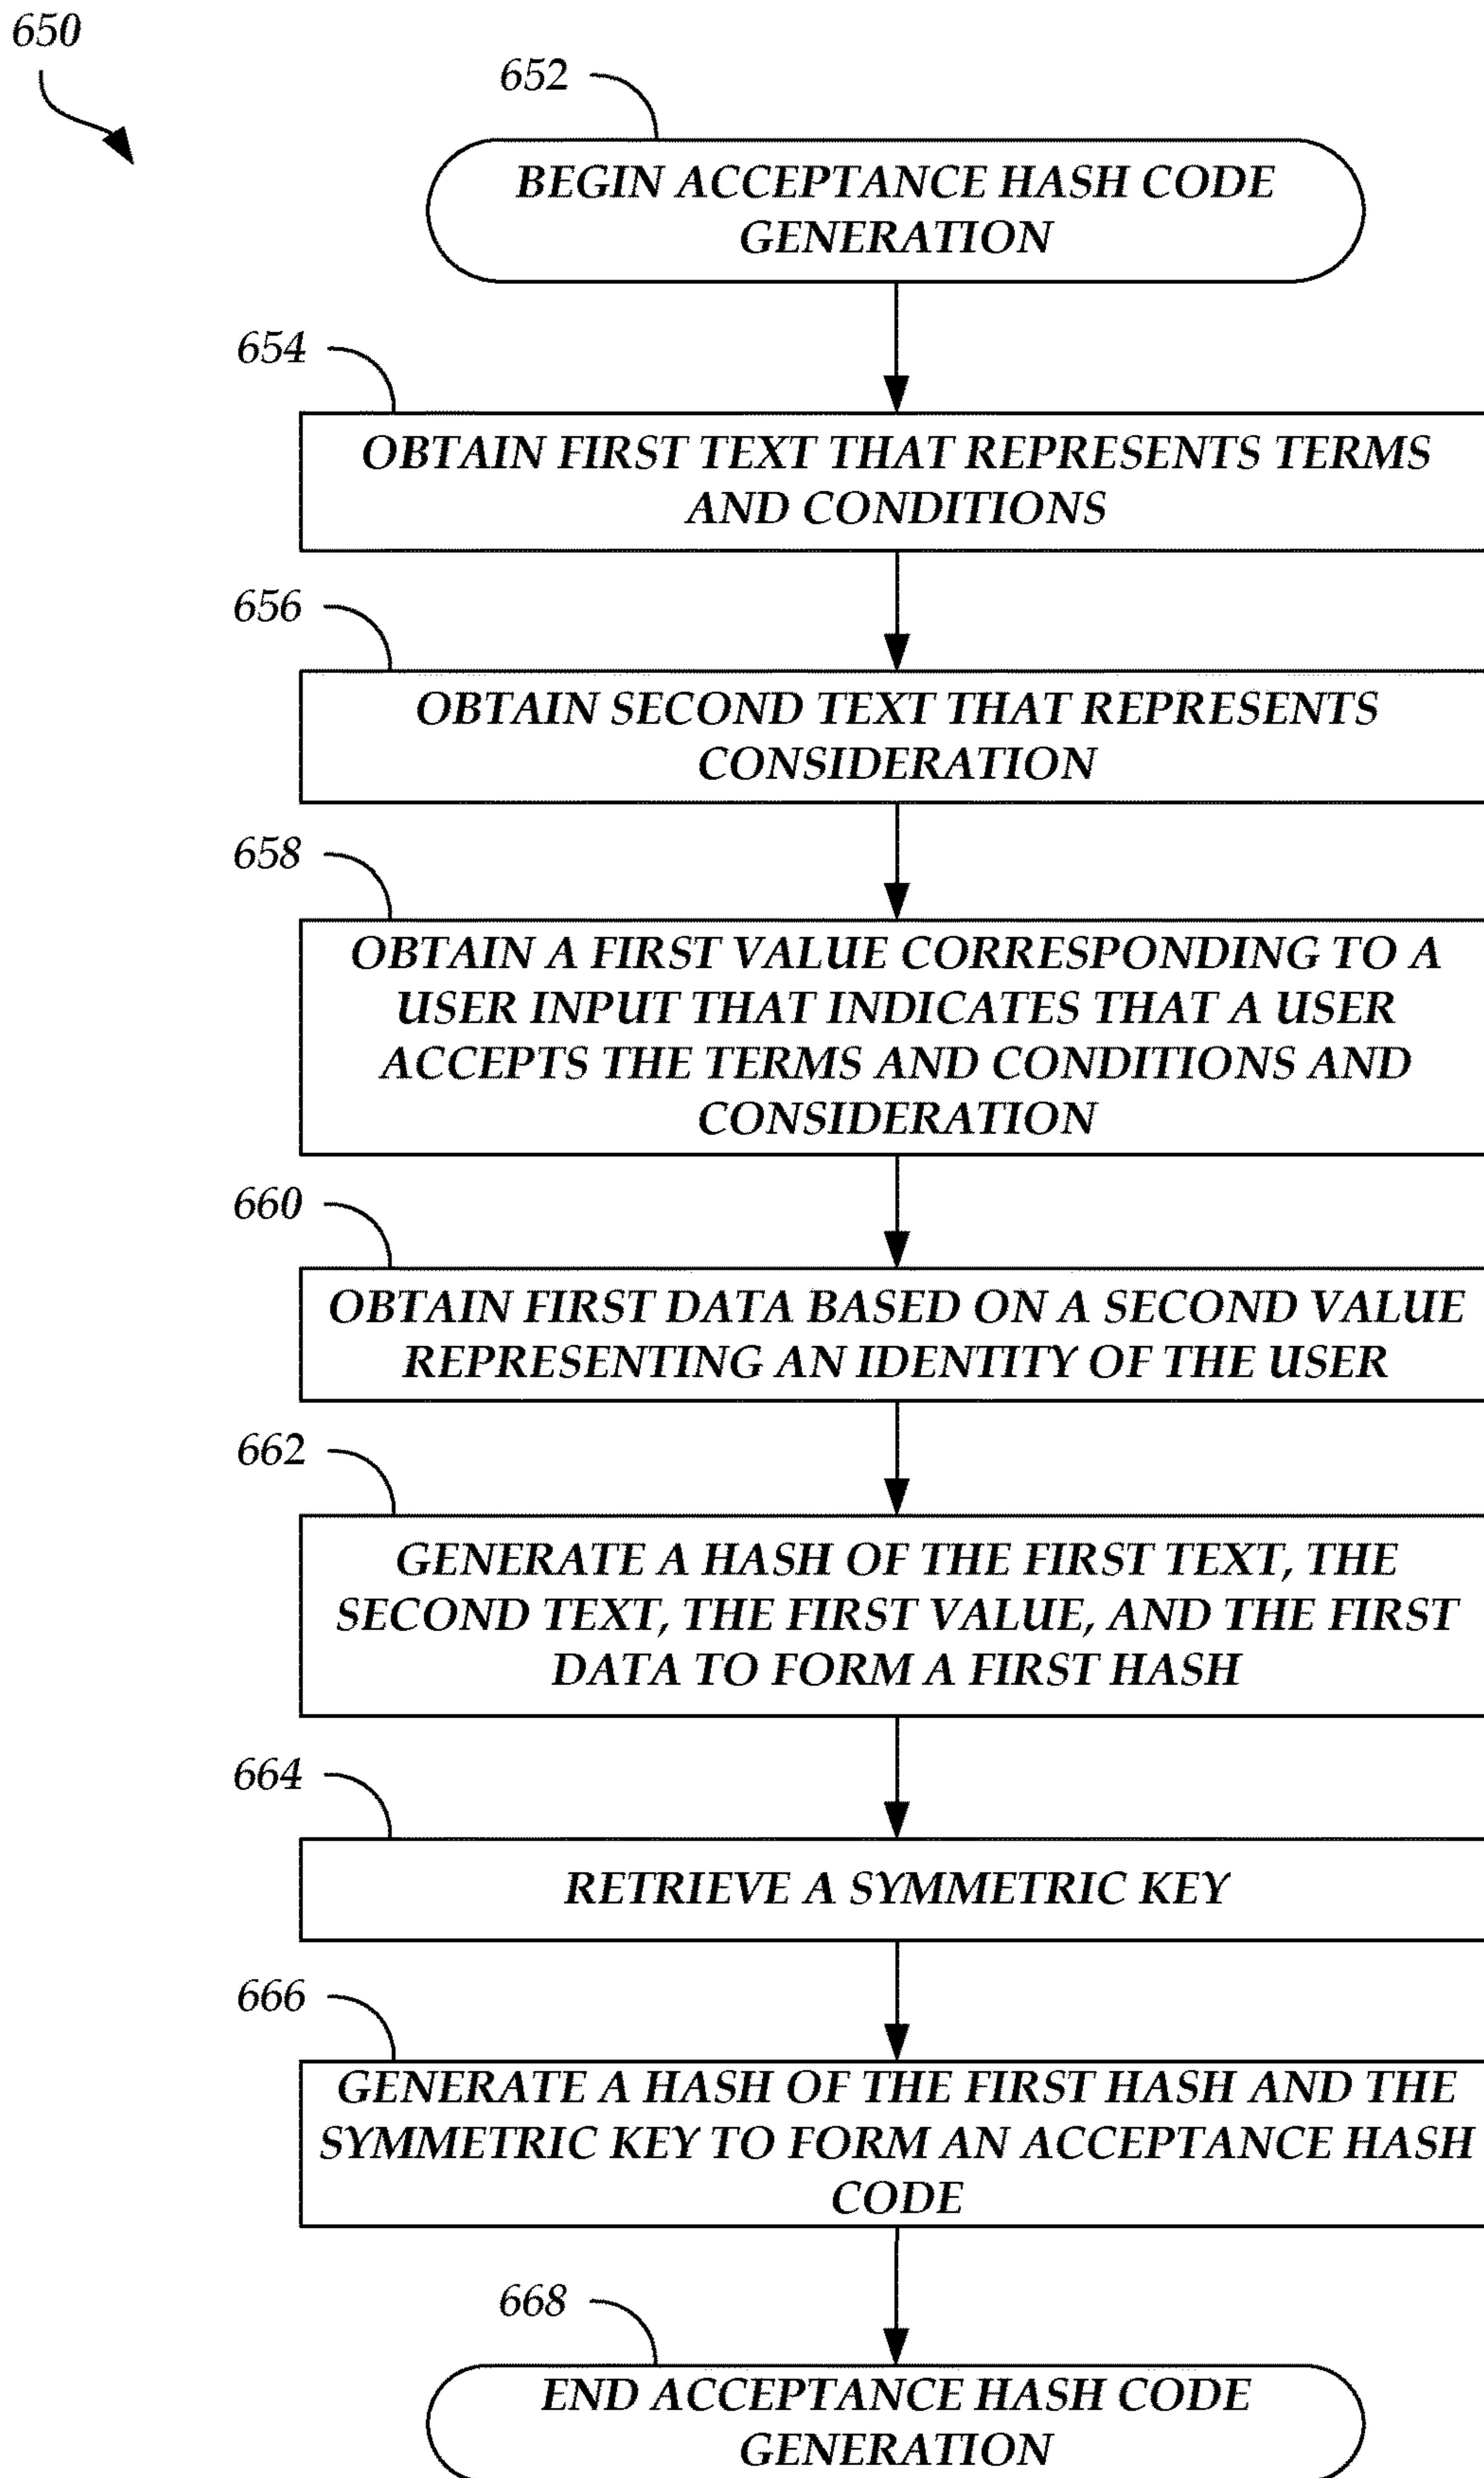 650
652
BEGIN ACCEPTANCE HASH CODE
GENERATION
654
OBTAIN FIRST TEXT THAT REPRESENTS TERMS
AND CONDITIONS
656
OBTAIN SECOND TEXT THAT REPRESENTS
CONSIDERATION
658
OBTAIN A FIRST VALUE CORRESPONDING TO A
USER INPUT THAT INDICATES THAT A USER
ACCEPTS THE TERMS AND CONDITIONS AND
CONSIDERATION
660
OBTAIN FIRST DATA BASED ON A SECOND VALUE
REPRESENTING AN IDENTITY OF THE USER
662
GENERATE A HASH OF THE FIRST TEXT, THE
SECOND TEXT, THE FIRST VALUE, AND THE FIRST
DATA TO FORM A FIRST HASH
664
RETRIEVE A SYMMETRIC KEY
666
GENERATE A HASH OF THE FIRST HASH AND THE
SYMMETRIC KEY TO FORM AN ACCEPTANCE HASH
CODE
668
END ACCEPTANCE HASH CODE
GENERATION